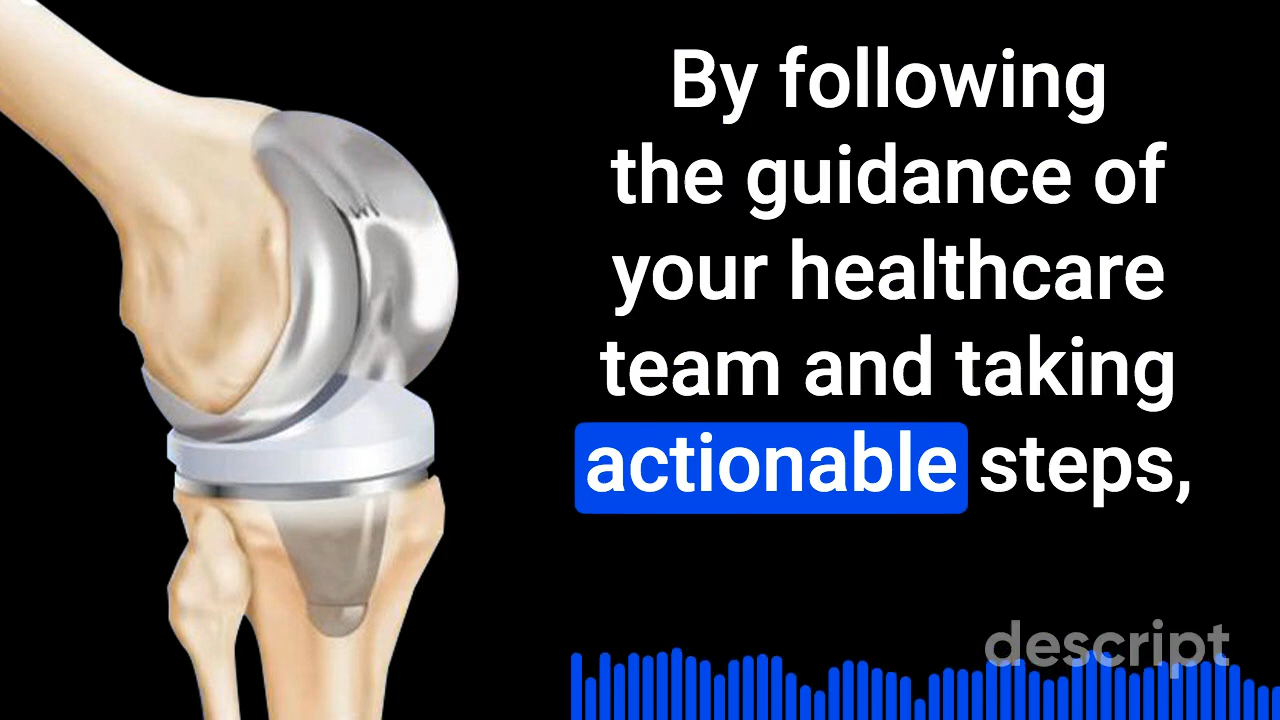 By following
the guidance of
your healthcare
team and taking
actionable steps,
descript